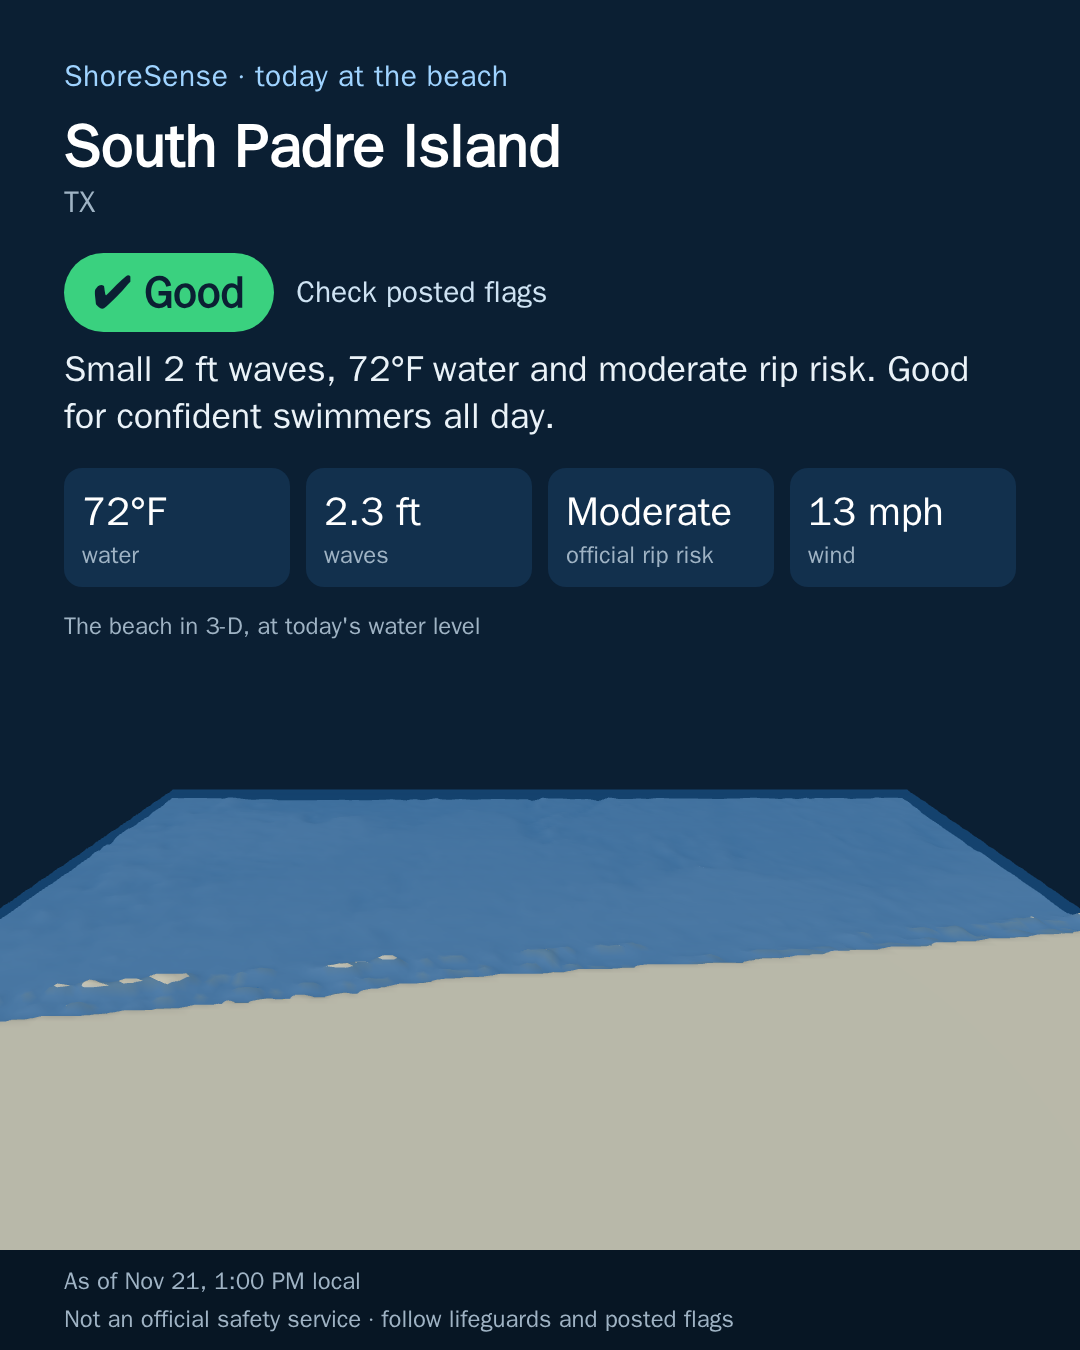 ShoreSense · today at the beach
South Padre Island
TX
✔ Good
Check posted flags
Small 2 ft waves, 72°F water and moderate rip risk. Good
for confident swimmers all day.
72°F
water
2.3 ft
waves
Moderate
official rip risk
13 mph
wind
The beach in 3-D, at today's water level
As of Nov 21, 1:00 PM local
Not an official safety service · follow lifeguards and posted flags